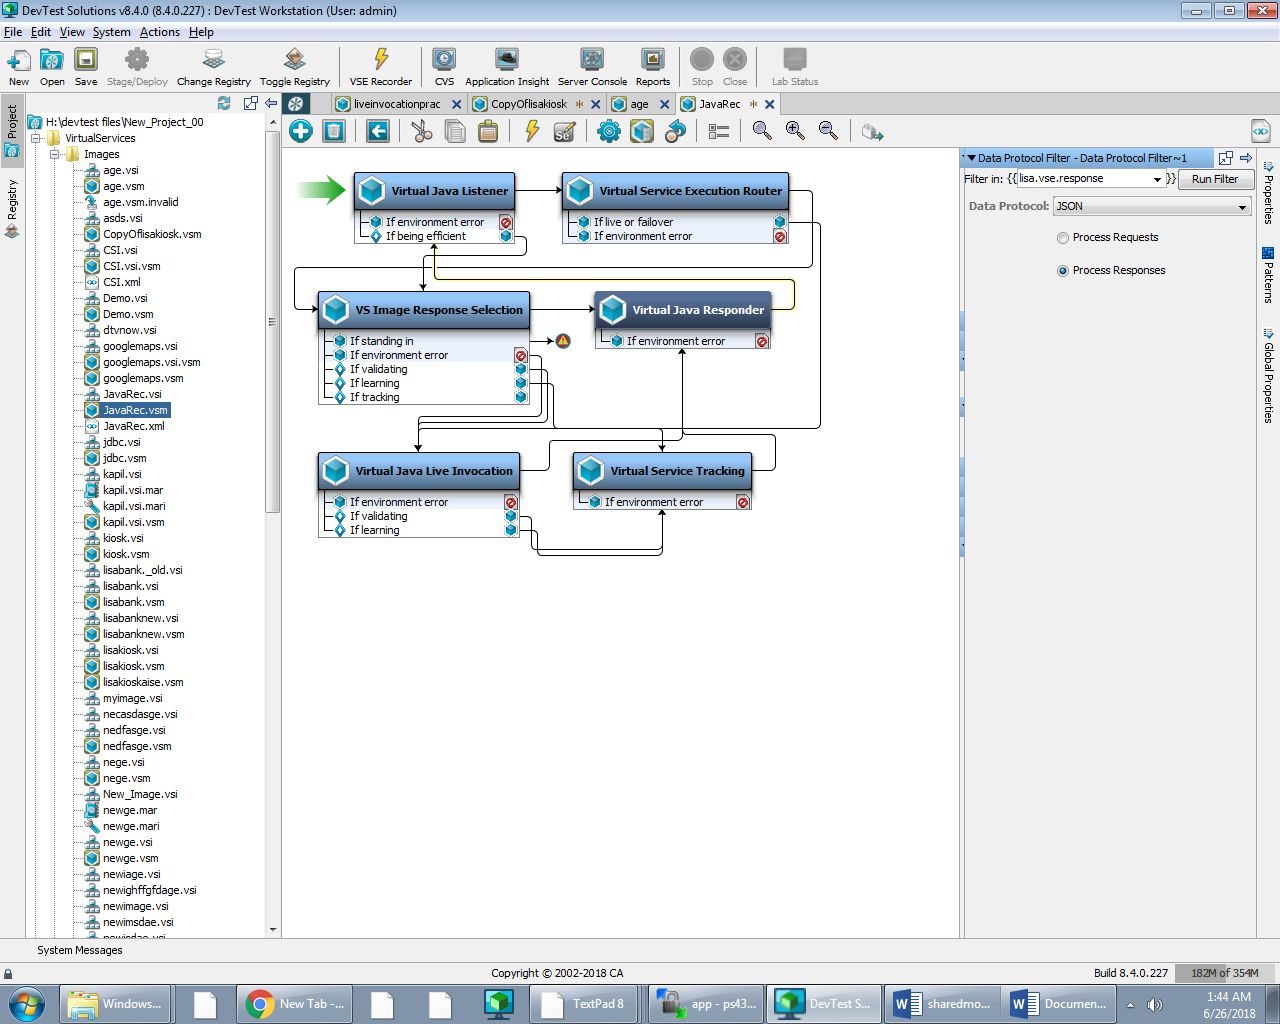 DevTest Solutions v8.4.0 (8.4.0.227) : DevTest Workstation (User: admin)
File Edit View System Actions Help
New Open Save Stage/Deploy Change Registry Toggle Registry VSE Recorder CVS Application Insight Server Console Reports Stop Close Lab Status
Project
Registry
H:\devtest files\New_Project_00
VirtualServices
Images
age.vsi
age.vsm
age.vsm.invalid
asds.vsi
CopyOflisakiosk.vsm
CSI.vsi
CSI.vsi.vsm
CSI.xml
Demo.vsi
Demo.vsm
dtvnow.vsi
googlemaps.vsi
googlemaps.vsi.vsm
googlemaps.vsm
JavaRec.vsi
JavaRec.vsm
JavaRec.xml
jdbc.vsi
jdbc.vsm
kapil.vsi
kapil.vsi.mar
kapil.vsi.mari
kapil.vsi.vsm
kiosk.vsi
kiosk.vsm
lisabank._old.vsi
lisabank.vsi
lisabank.vsm
lisabanknew.vsi
lisabanknew.vsm
lisakiosk.vsi
lisakiosk.vsm
lisakioskaise.vsm
myimage.vsi
necasdasge.vsi
nedfasge.vsi
nedfasge.vsm
nege.vsi
nege.vsm
New_Image.vsi
newge.mar
newge.mari
newge.vsi
newge.vsm
newiage.vsi
newighffgfdage.vsi
newimage.vsi
newimsdae.vsi
liveinvocationprac CopyOflisakiosk age JavaRec
Se
Virtual Java Listener
If environment error
If being efficient
Virtual Service Execution Router
If live or failover
If environment error
VS Image Response Selection
If standing in
If environment error
If validating
If learning
If tracking
Virtual Java Responder
If environment error
Virtual Java Live Invocation
If environment error
If validating
If learning
Virtual Service Tracking
If environment error
Data Protocol Filter - Data Protocol Filter~1
Filter in: {{lisa.vse.response}} Run Filter
Data Protocol: JSON
Process Requests
Process Responses
Properties
Patterns
Global Properties
System Messages
Copyright © 2002-2018 CA
Build 8.4.0.227 182M of 354M
Windows... New Tab -... TextPad 8 app - ps43... DevTest S... sharedmo... Documen...
1:44 AM
6/26/2018